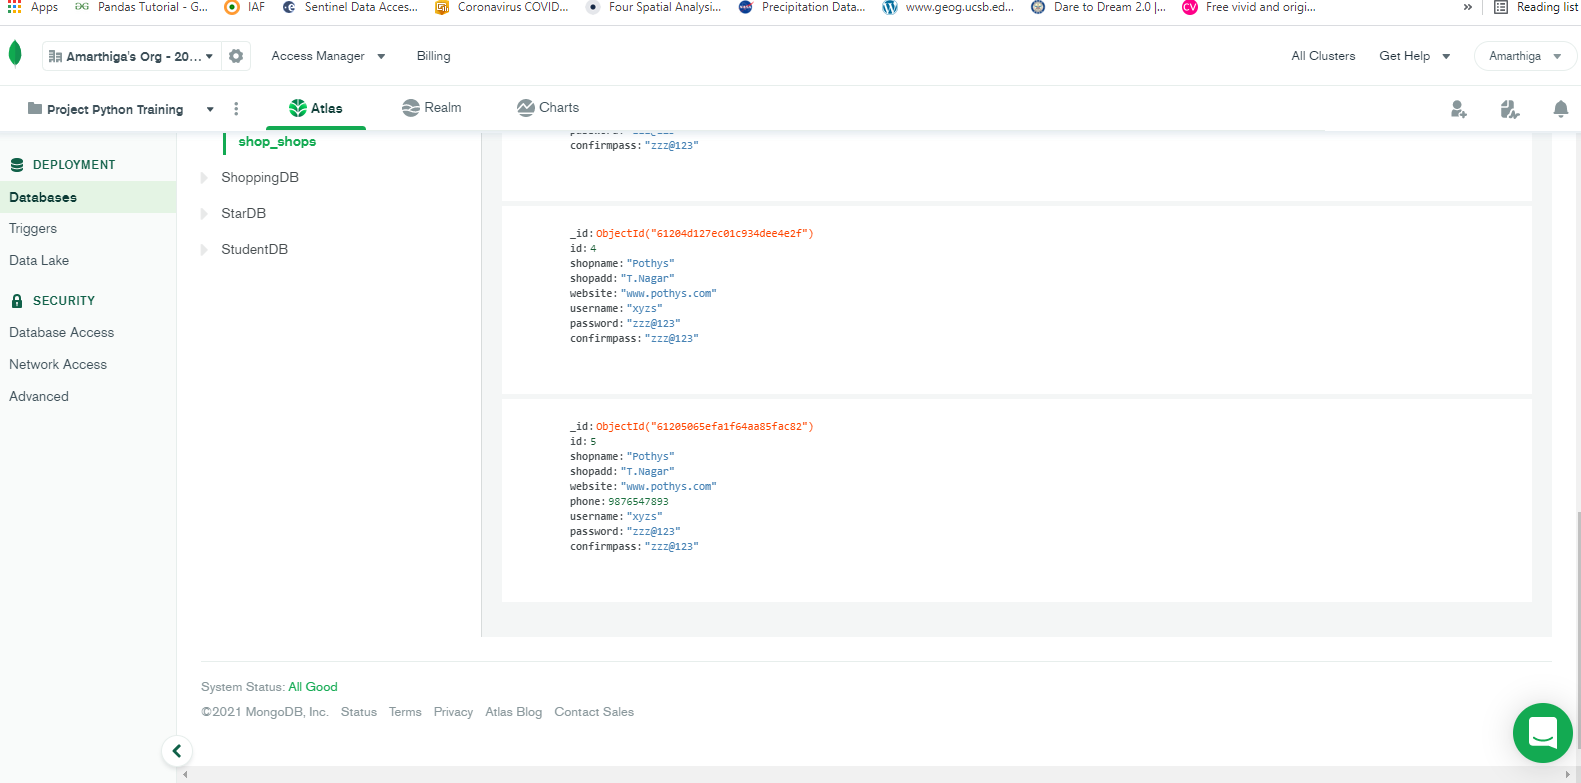 Apps Pandas Tutorial - G... IAF Sentinel Data Acces... Coronavirus COVID... Four Spatial Analysi... Precipitation Data... www.geog.ucsb.ed... Dare to Dream 2.0 |... CV Free vivid and origi... » Reading list
Amarthiga's Org - 20... Access Manager Billing All Clusters Get Help Amarthiga
Project Python Training Atlas Realm Charts
shop_shops
confirmpass: "zzz@123"
DEPLOYMENT
Databases
Triggers
Data Lake
SECURITY
Database Access
Network Access
Advanced
ShoppingDB
StarDB
StudentDB
_id: ObjectId("61204d127ec01c934dee4e2f")
id: 4
shopname: "Pothys"
shopadd: "T.Nagar"
website: "www.pothys.com"
username: "xyzs"
password: "zzz@123"
confirmpass: "zzz@123"
_id: ObjectId("61205065efa1f64aa85fac82")
id: 5
shopname: "Pothys"
shopadd: "T.Nagar"
website: "www.pothys.com"
phone: 9876547893
username: "xyzs"
password: "zzz@123"
confirmpass: "zzz@123"
System Status: All Good
©2021 MongoDB, Inc. Status Terms Privacy Atlas Blog Contact Sales